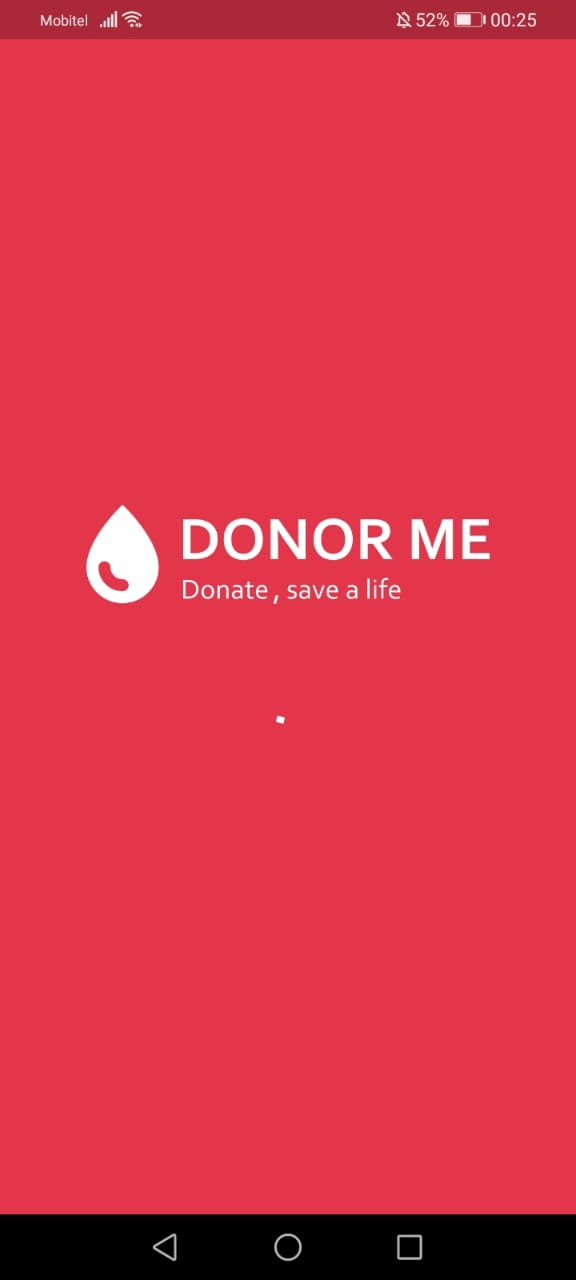 Mobitel 52% 00:25
DONOR ME
Donate , save a life